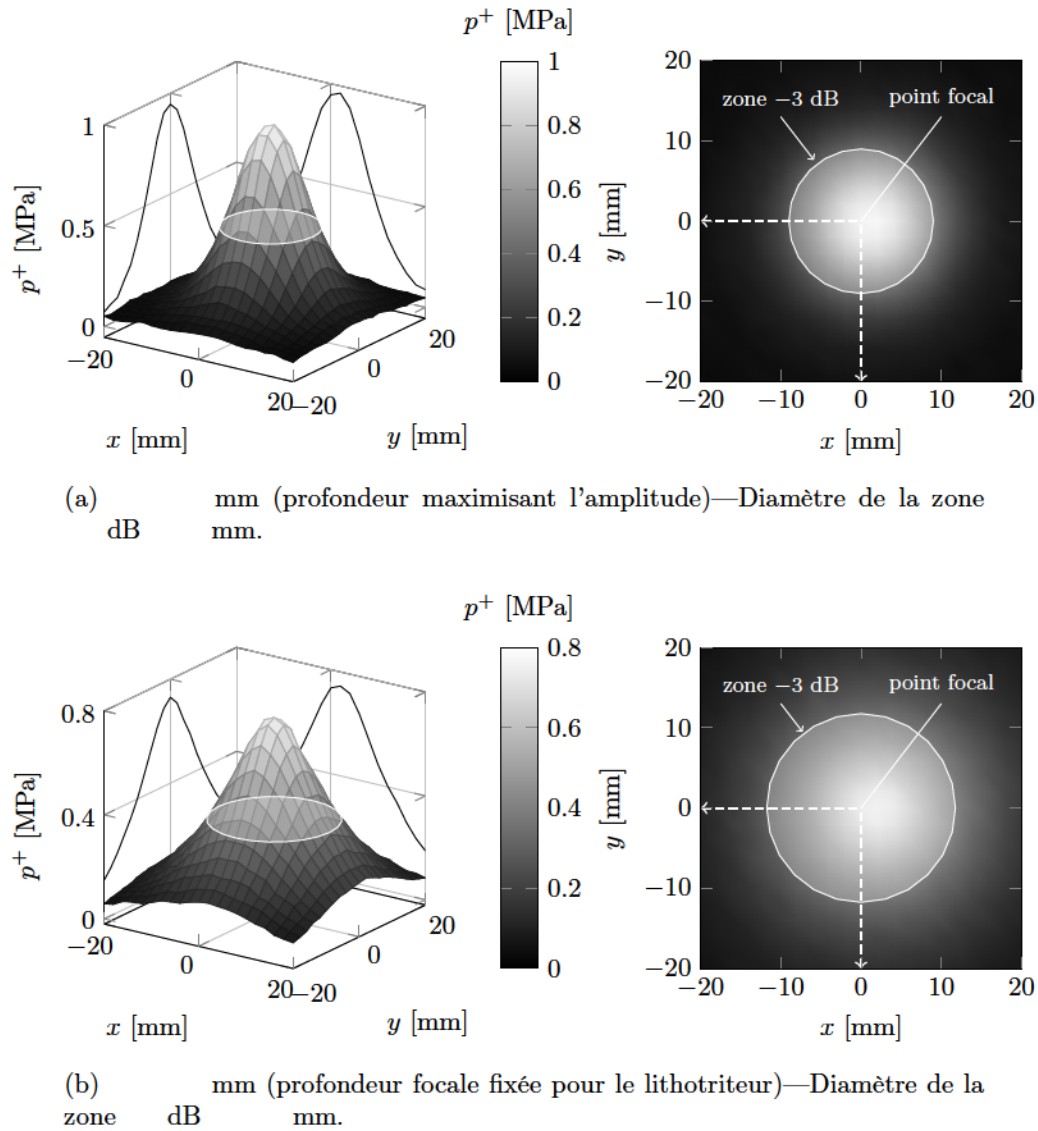 p⁺ [MPa]
1
0.5
0
p⁺ [MPa]
−20
0
20
x [mm]
−20
0
20
y [mm]
1
0.8
0.6
0.4
0.2
0
20
10
0
−10
−20
y [mm]
zone −3 dB
point focal
−20 −10 0 10 20
x [mm]
(a) mm (profondeur maximisant l'amplitude)—Diamètre de la zone
dB mm.
p⁺ [MPa]
0.8
0.4
0
p⁺ [MPa]
−20
0
20
x [mm]
−20
0
20
y [mm]
0.8
0.6
0.4
0.2
0
20
10
0
−10
−20
y [mm]
zone −3 dB
point focal
−20 −10 0 10 20
x [mm]
(b) mm (profondeur focale fixée pour le lithotriteur)—Diamètre de la
zone dB mm.